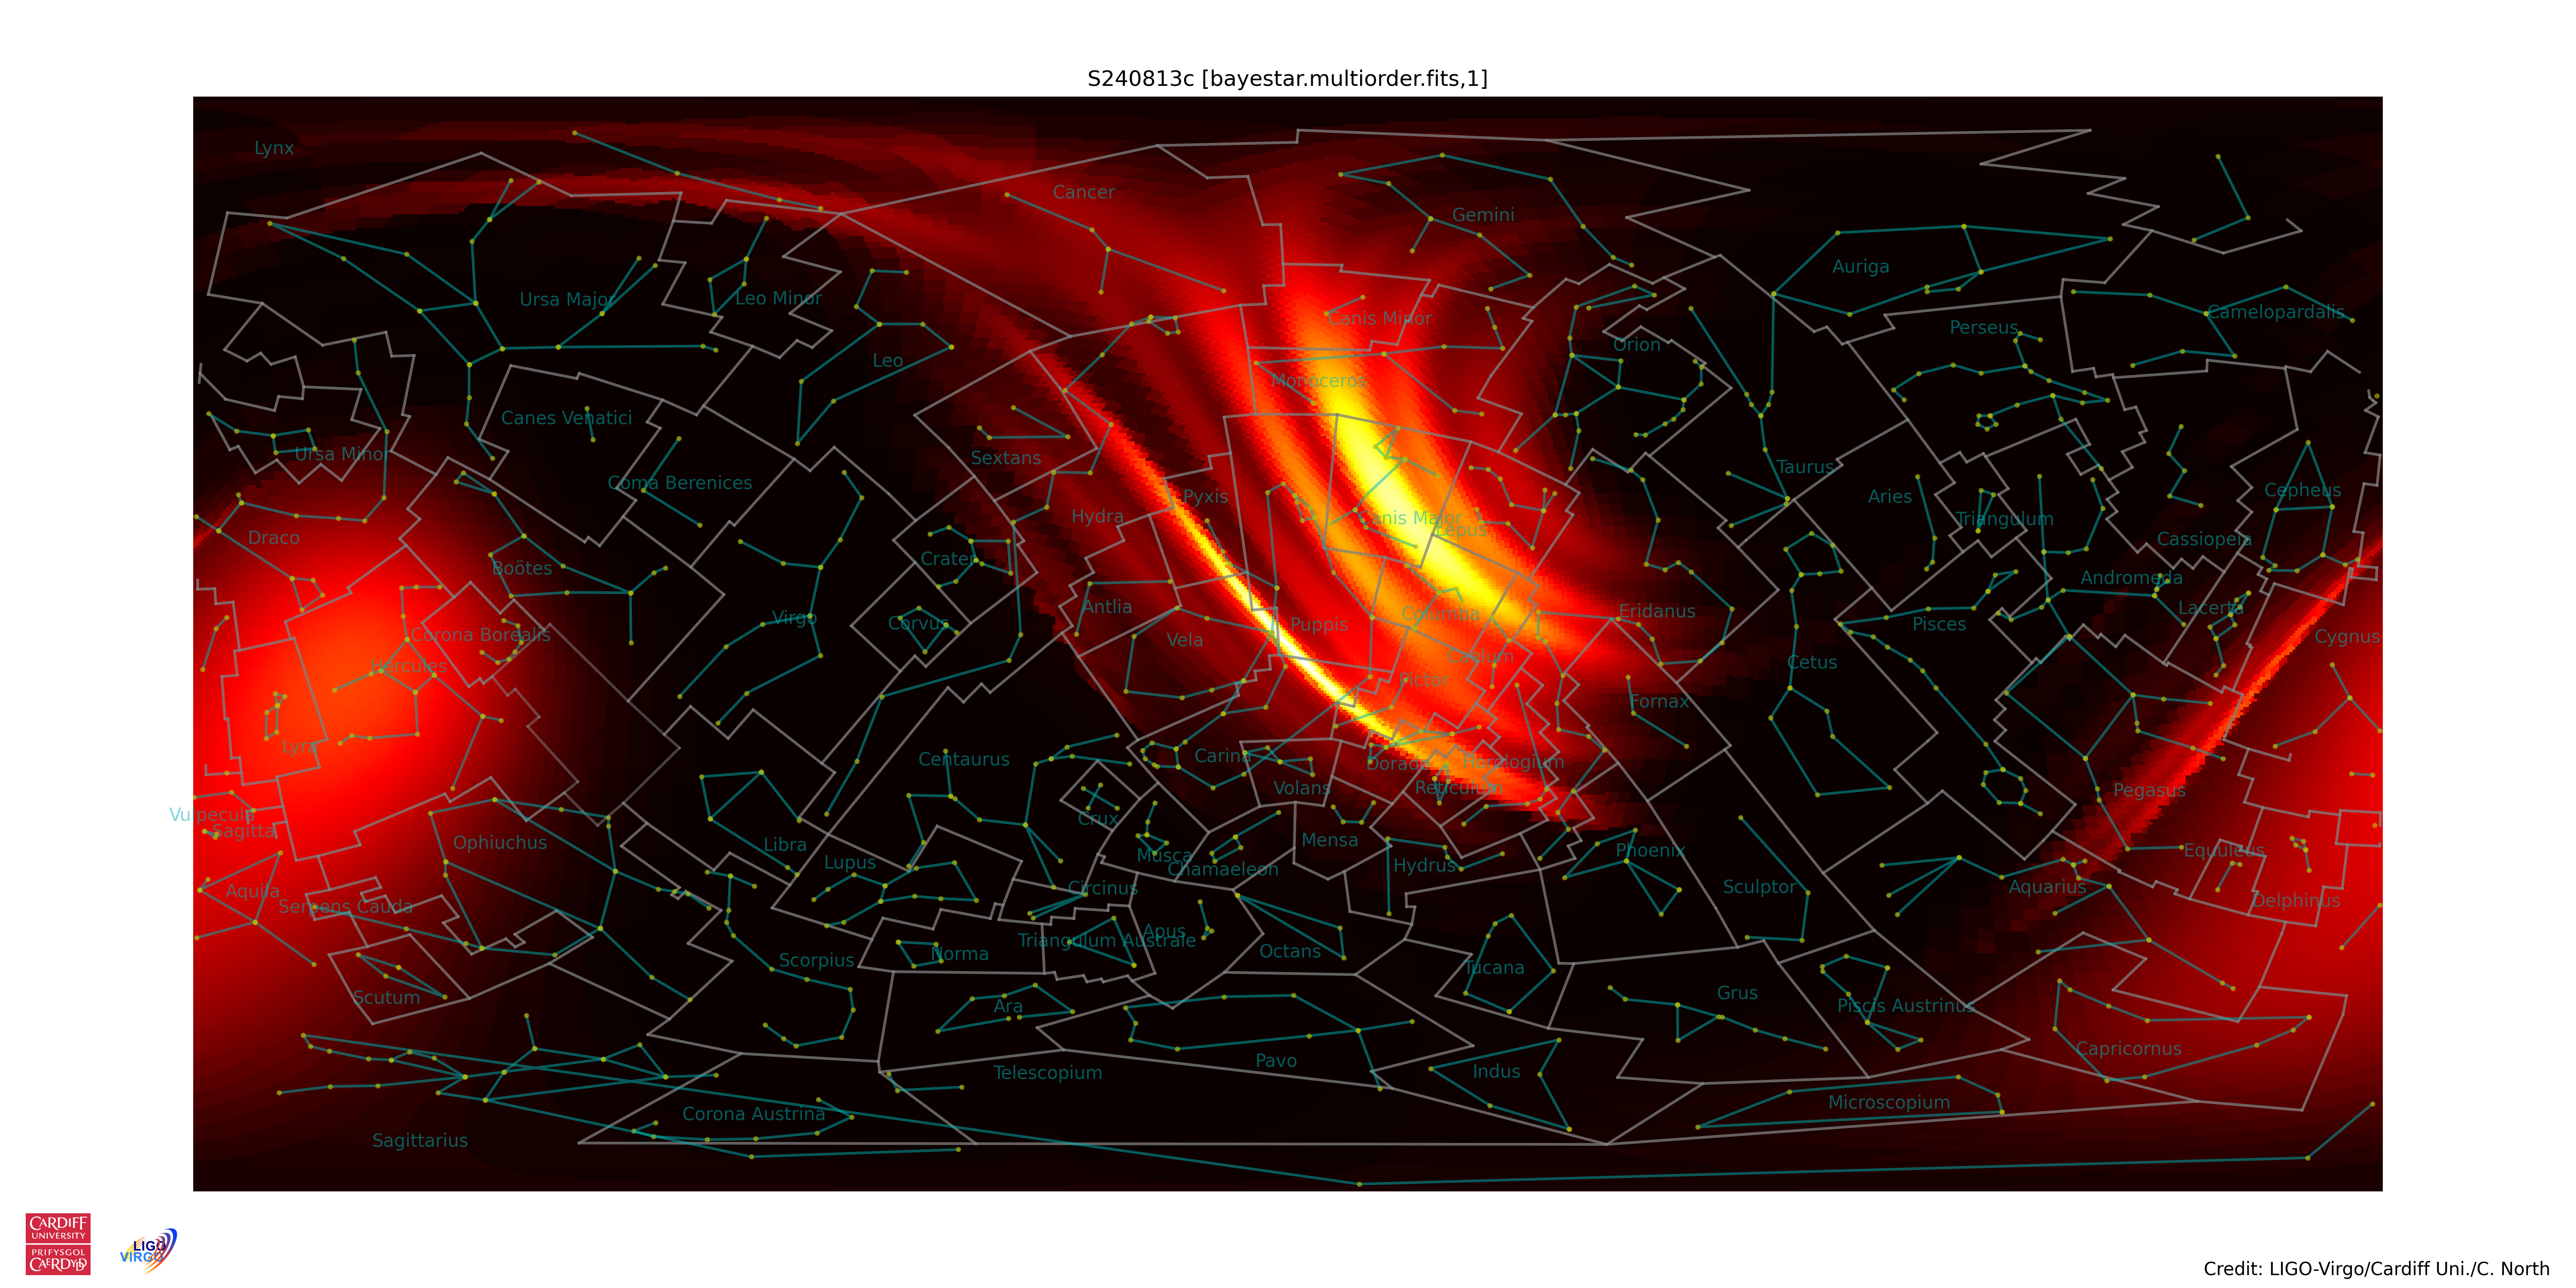 S240813c [bayestar.multiorder.fits,1]
Lynx
Cancer
Gemini
Auriga
Ursa Major
Leo Minor
Canis Minor
Camelopardalis
Perseus
Orion
Leo
Monoceros
Canes Venatici
Ursa Minor
Sextans
Taurus
Coma Berenices
Pyxis
Aries
Cepheus
Hydra
Canis Major
Lepus
Triangulum
Draco
Cassiopeia
Crater
Boötes
Andromeda
Antlia
Lacerta
Columba
Eridanus
Virgo
Corvus
Puppis
Pisces
Corona Borealis
Vela
Cygnus
Hercules
Caelum
Cetus
Pictor
Fornax
Lyra
Centaurus
Carina
Dorado
Horologium
Volans
Reticulum
Pegasus
Vulpecula
Crux
Sagitta
Ophiuchus
Libra
Mensa
Musca
Phoenix
Equuleus
Lupus
Chamaeleon
Hydrus
Circinus
Sculptor
Aquarius
Aquila
Serpens Cauda
Delphinus
Apus
Triangulum Australe
Norma
Octans
Scorpius
Tucana
Scutum
Grus
Ara
Piscis Austrinus
Capricornus
Pavo
Telescopium
Indus
Microscopium
Corona Austrina
Sagittarius
CARDIFF
UNIVERSITY
PRIFYSGOL
CAERDYDD
LIGO
VIRGO
Credit: LIGO-Virgo/Cardiff Uni./C. North